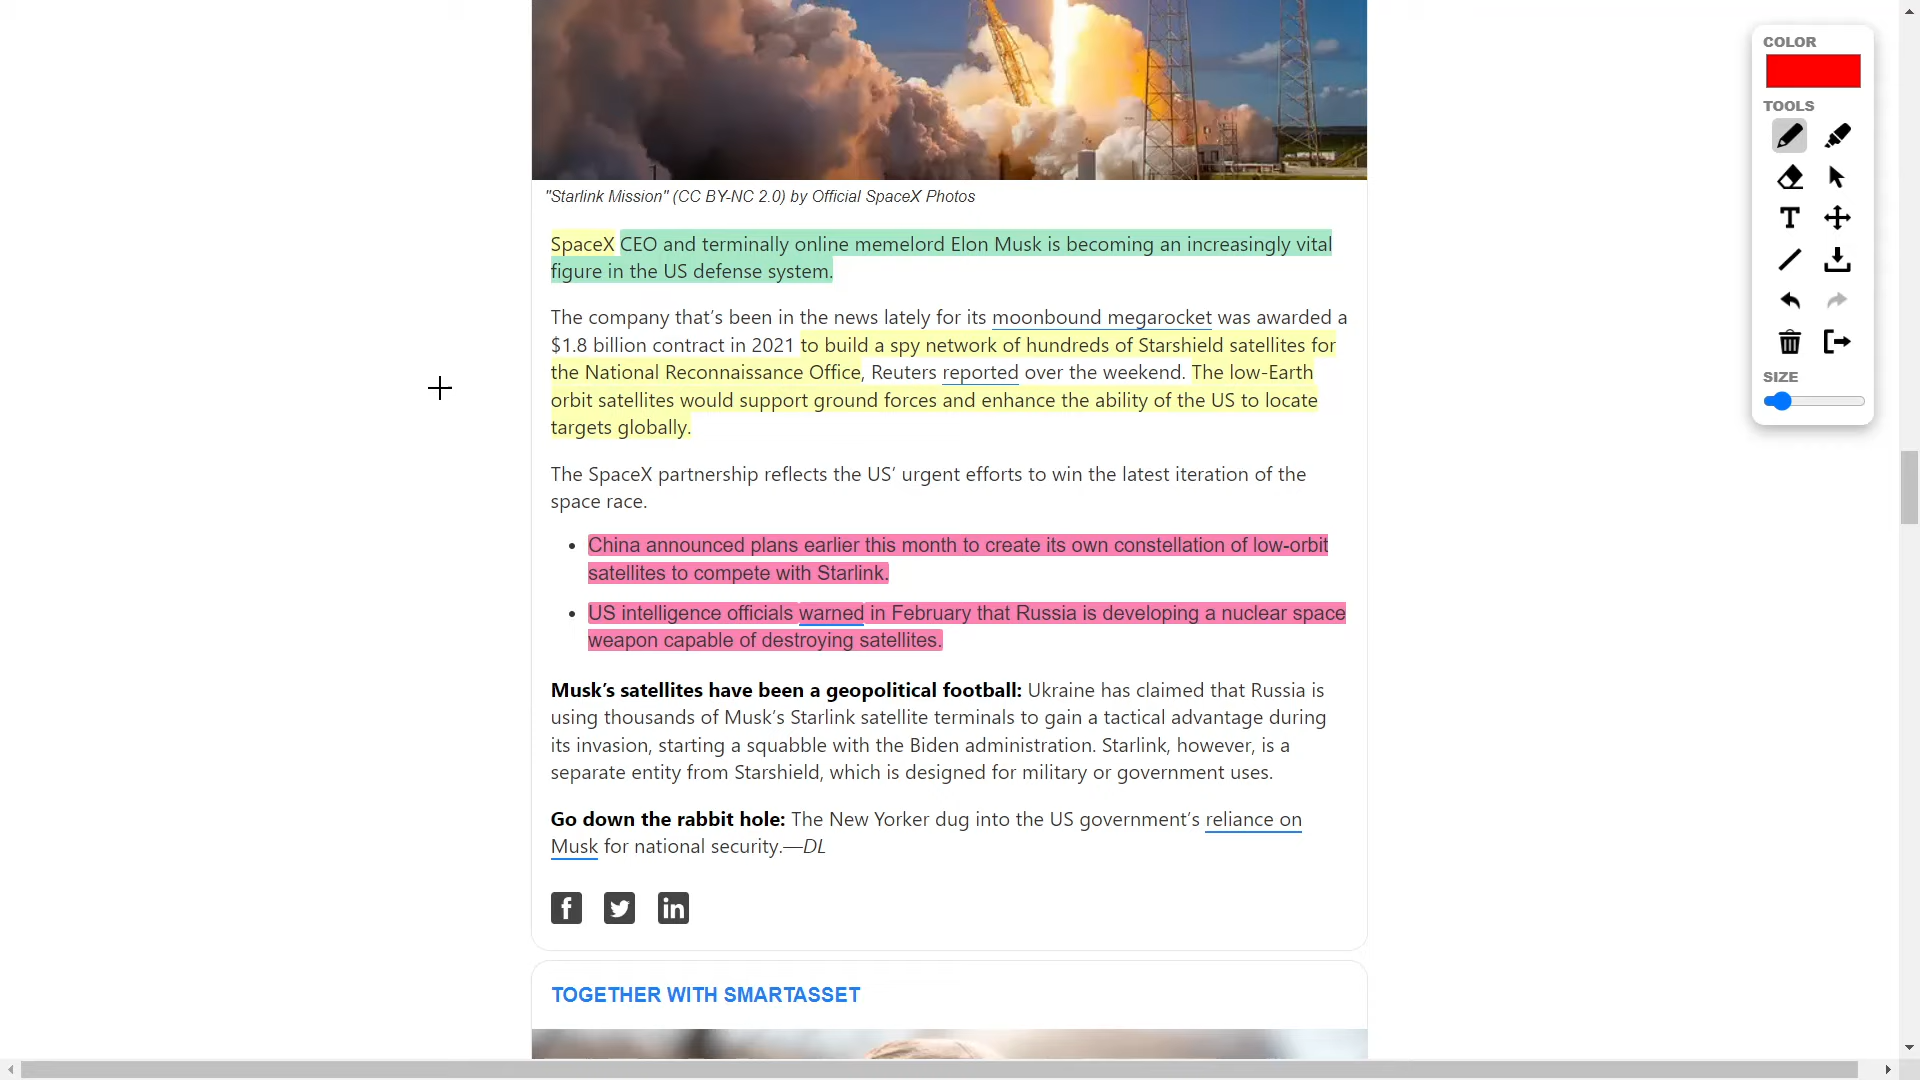 "Starlink Mission" (CC BY-NC 2.0) by Official SpaceX Photos
SpaceX CEO and terminally online memelord Elon Musk is becoming an increasingly vital
figure in the US defense system.
The company that’s been in the news lately for its moonbound megarocket was awarded a
$1.8 billion contract in 2021 to build a spy network of hundreds of Starshield satellites for
the National Reconnaissance Office, Reuters reported over the weekend. The low-Earth
orbit satellites would support ground forces and enhance the ability of the US to locate
targets globally.
The SpaceX partnership reflects the US’ urgent efforts to win the latest iteration of the
space race.
• China announced plans earlier this month to create its own constellation of low-orbit
satellites to compete with Starlink.
• US intelligence officials warned in February that Russia is developing a nuclear space
weapon capable of destroying satellites.
Musk’s satellites have been a geopolitical football: Ukraine has claimed that Russia is
using thousands of Musk’s Starlink satellite terminals to gain a tactical advantage during
its invasion, starting a squabble with the Biden administration. Starlink, however, is a
separate entity from Starshield, which is designed for military or government uses.
Go down the rabbit hole: The New Yorker dug into the US government’s reliance on
Musk for national security.—DL
TOGETHER WITH SMARTASSET
COLOR
TOOLS
SIZE